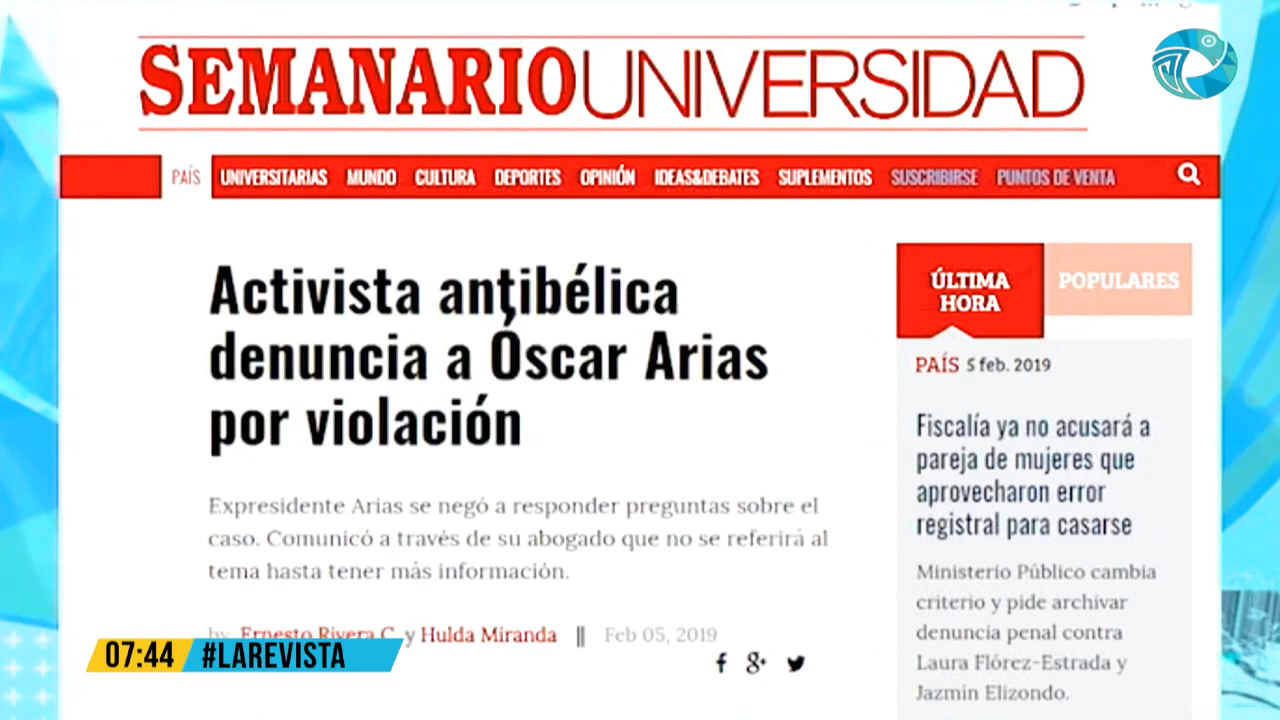 SEMANARIOUNIVERSIDAD
PAÍS UNIVERSITARIAS MUNDO CULTURA DEPORTES OPINIÓN IDEAS&DEBATES SUPLEMENTOS SUSCRIBIRSE PUNTOS DE VENTA
Activista antibélica
denuncia a Óscar Arias
por violación
Expresidente Arias se negó a responder preguntas sobre el
caso. Comunicó a través de su abogado que no se referirá al
tema hasta tener más información.
by Ernesto Rivera C. y Hulda Miranda || Feb 05, 2019
ÚLTIMA
HORA
POPULARES
PAÍS 5 feb. 2019
Fiscalía ya no acusará a
pareja de mujeres que
aprovecharon error
registral para casarse
Ministerio Público cambia
criterio y pide archivar
denuncia penal contra
Laura Flórez-Estrada y
Jazmín Elizondo.
07:44 #LAREVISTA